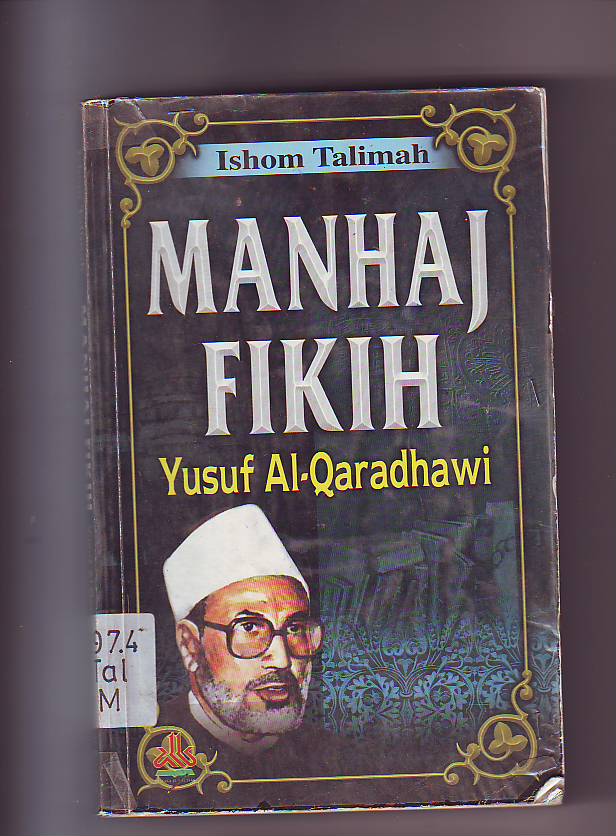 Ishom Talimah
MANHAJ
FIKIH
Yusuf Al-Qaradhawi
97.4
Tal
M